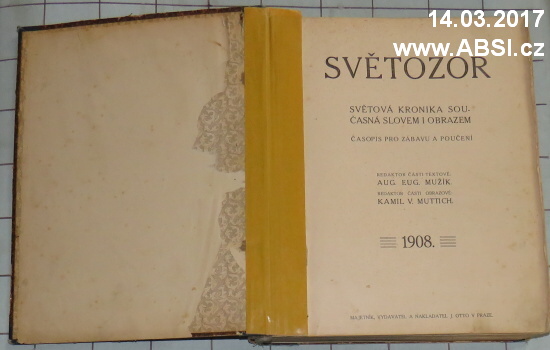 14.03.2017
www.ABSI.cz
SVĚTOZOR
SVĚTOVÁ KRONIKA SOU-
ČASNÁ SLOVEM I OBRAZEM
ČASOPIS PRO ZÁBAVU A POUČENÍ
REDAKTOR ČÁSTI TEXTOVÉ:
AUG. EUG. MUŽÍK.
REDAKTOR ČÁSTI OBRAZOVÉ:
KAMIL V. MUTTICH.
1908.
MAJETNÍK, VYDAVATEL A NAKLADATEL J. OTTO V PRAZE.